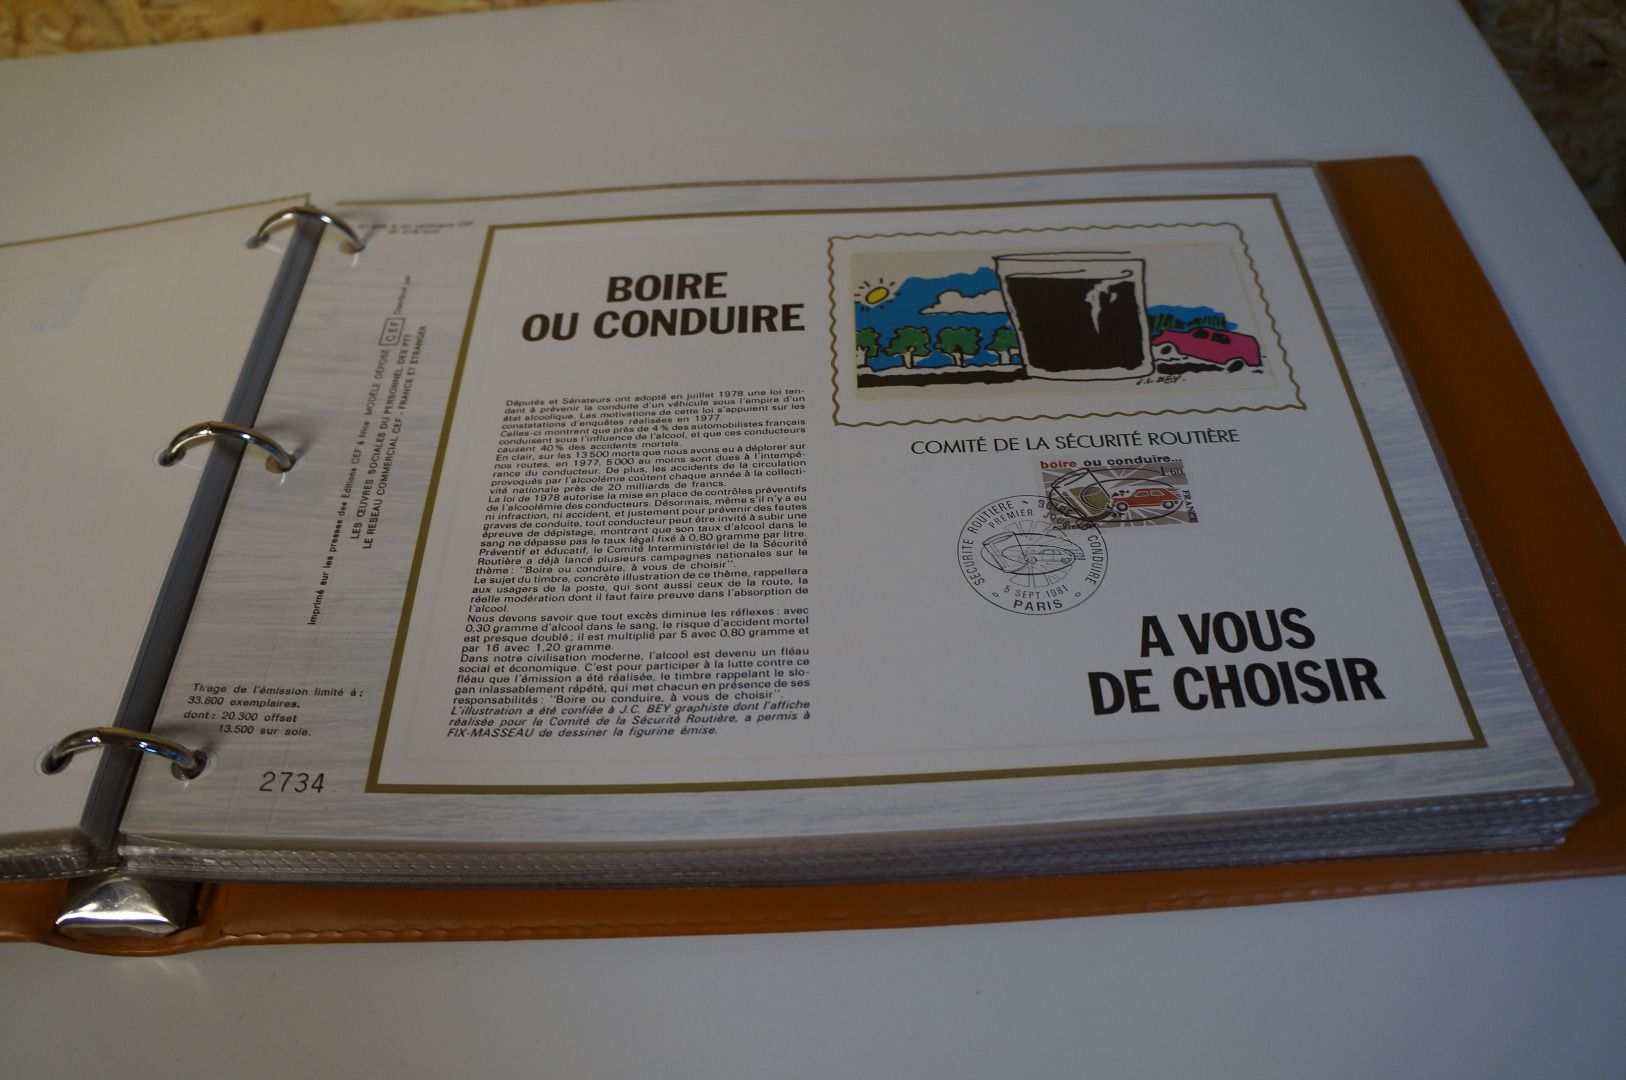 catalogue CEF
Imprimé sur les presses des Editions CEF à Nice MODÈLE DÉPOSÉ CEF Distribué par
LES ŒUVRES SOCIALES DU PERSONNEL DES PTT
LE RESEAU COMMERCIAL CEF - FRANCE ET ETRANGER
Tirage de l'émission limité à :
33.800 exemplaires.
dont : 20.300 offset
13.500 sur soie.
2734
BOIRE
OU CONDUIRE
Députés et Sénateurs ont adopté en juillet 1978 une loi ten-
dant à prévenir la conduite d'un véhicule sous l'empire d'un
état alcoolique. Les motivations de cette loi s'appuient sur les
constatations d'enquêtes réalisées en 1977.
Celles-ci montrent que près de 4 % des automobilistes français
conduisent sous l'influence de l'alcool, et que ces conducteurs
causent 40 % des accidents mortels.
En clair, sur les 13 500 morts que nous avons eu à déplorer sur
nos routes, en 1977, 5 000 au moins sont dues à l'intempé-
rance du conducteur. De plus, les accidents de la circulation
provoqués par l'alcoolémie coûtent chaque année à la collecti-
vité nationale près de 20 milliards de francs.
La loi de 1978 autorise la mise en place de contrôles préventifs
de l'alcoolémie des conducteurs. Désormais, même s'il n'y a eu
ni infraction, ni accident, et justement pour prévenir des fautes
graves de conduite, tout conducteur peut être invité à subir une
épreuve de dépistage, montrant que son taux d'alcool dans le
sang ne dépasse pas le taux légal fixé à 0,80 gramme par litre.
Préventif et éducatif, le Comité Interministériel de la Sécurité
Routière a déjà lancé plusieurs campagnes nationales sur le
thème : "Boire ou conduire, à vous de choisir".
Le sujet du timbre, concrète illustration de ce thème, rappellera
aux usagers de la poste, qui sont aussi ceux de la route, la
réelle modération dont il faut faire preuve dans l'absorption de
l'alcool.
Nous devons savoir que tout excès diminue les réflexes : avec
0,30 gramme d'alcool dans le sang, le risque d'accident mortel
est presque doublé ; il est multiplié par 5 avec 0,80 gramme et
par 16 avec 1,20 gramme.
Dans notre civilisation moderne, l'alcool est devenu un fléau
social et économique. C'est pour participer à la lutte contre ce
fléau que l'émission a été réalisée, le timbre rappelant le slo-
gan inlassablement répété, qui met chacun en présence de ses
responsabilités : "Boire ou conduire, à vous de choisir".
L'illustration a été confiée à J.C. BEY graphiste dont l'affiche
réalisée pour le Comité de la Sécurité Routière, a permis à
FIX-MASSEAU de dessiner la figurine émise.
J.C BEY.
COMITÉ DE LA SÉCURITÉ ROUTIÈRE
boire ou conduire...
1,60
FRANCE
SÉCURITÉ ROUTIÈRE • BOIRE OU CONDUIRE
PREMIER JOUR
5 SEPT 1981
PARIS
A VOUS
DE CHOISIR